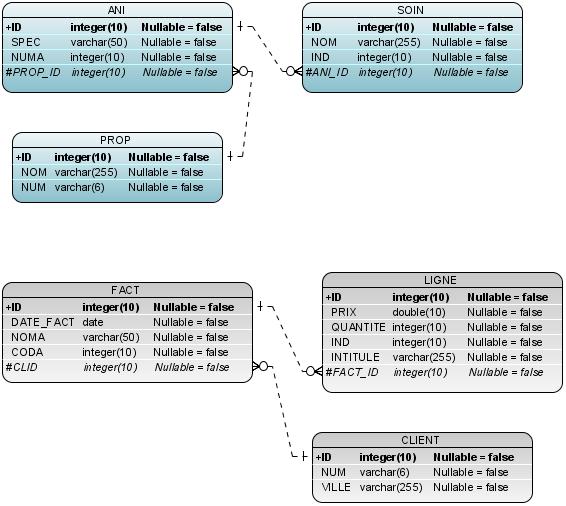 ANI
+ID integer(10) Nullable = false
SPEC varchar(50) Nullable = false
NUMA integer(10) Nullable = false
#PROP_ID integer(10) Nullable = false
SOIN
+ID integer(10) Nullable = false
NOM varchar(255) Nullable = false
IND integer(10) Nullable = false
#ANI_ID integer(10) Nullable = false
PROP
+ID integer(10) Nullable = false
NOM varchar(255) Nullable = false
NUM varchar(6) Nullable = false
FACT
+ID integer(10) Nullable = false
DATE_FACT date Nullable = false
NOMA varchar(50) Nullable = false
CODA integer(10) Nullable = false
#CLID integer(10) Nullable = false
LIGNE
+ID integer(10) Nullable = false
PRIX double(10) Nullable = false
QUANTITE integer(10) Nullable = false
IND integer(10) Nullable = false
INTITULE varchar(255) Nullable = false
#FACT_ID integer(10) Nullable = false
CLIENT
+ID integer(10) Nullable = false
NUM varchar(6) Nullable = false
VILLE varchar(255) Nullable = false